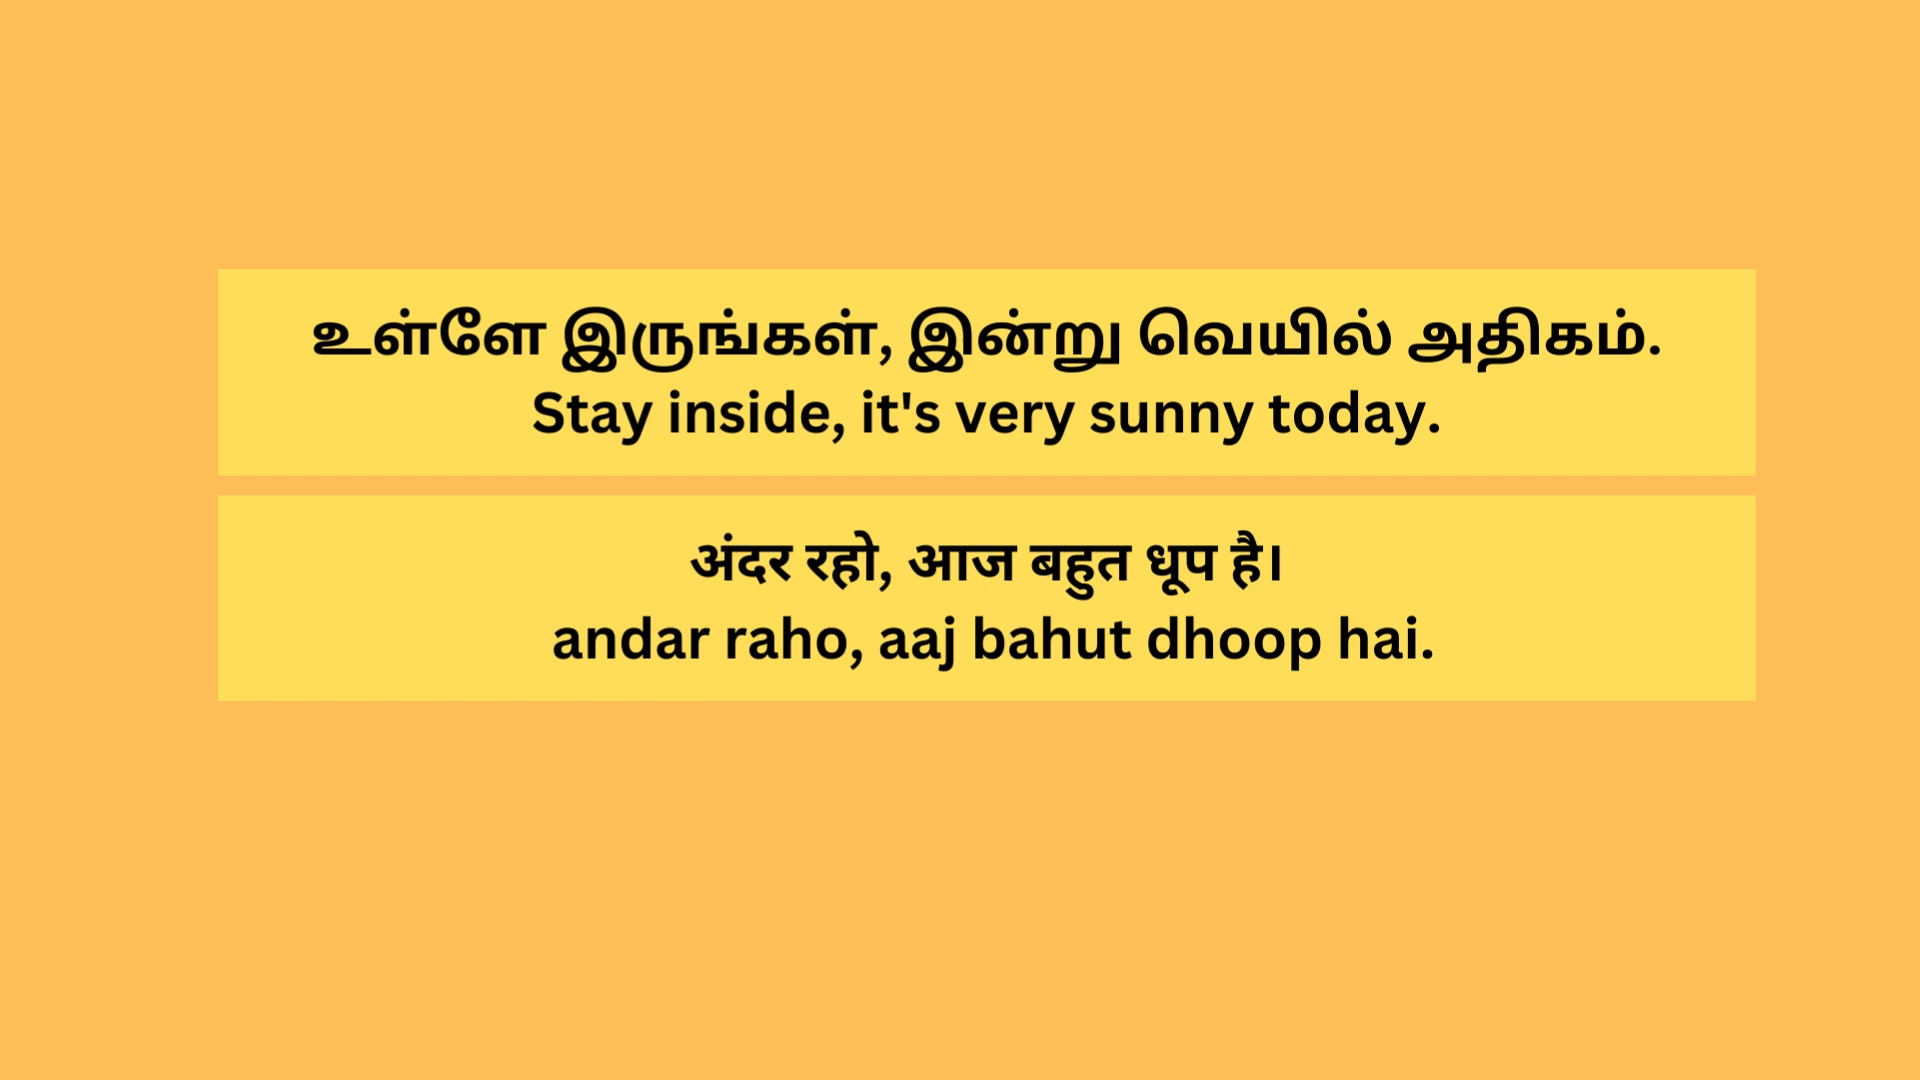 உள்ளே இருங்கள், இன்று வெயில் அதிகம்.
Stay inside, it's very sunny today.
अंदर रहो, आज बहुत धूप है।
andar raho, aaj bahut dhoop hai.